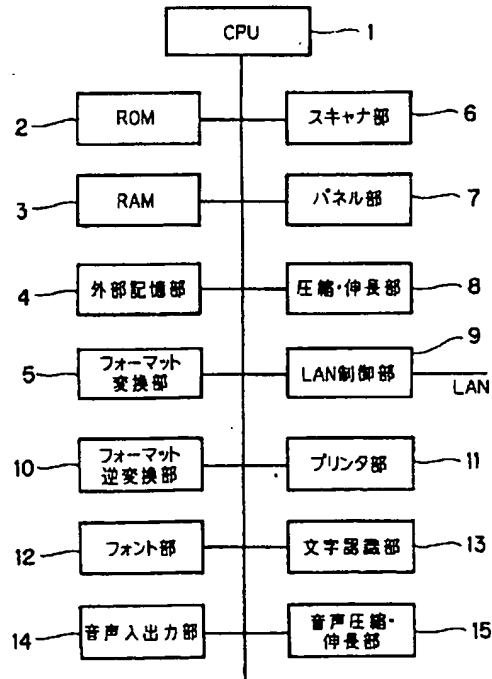 CPU
1
2
ROM
スキャナ部
6
3
RAM
パネル部
7
4
外部記憶部
圧縮・伸長部
8
5
フォーマット
変換部
LAN制御部
9
LAN
10
フォーマット
逆変換部
プリンタ部
11
12
フォント部
文字認識部
13
14
音声入出力部
音声圧縮・
伸長部
15